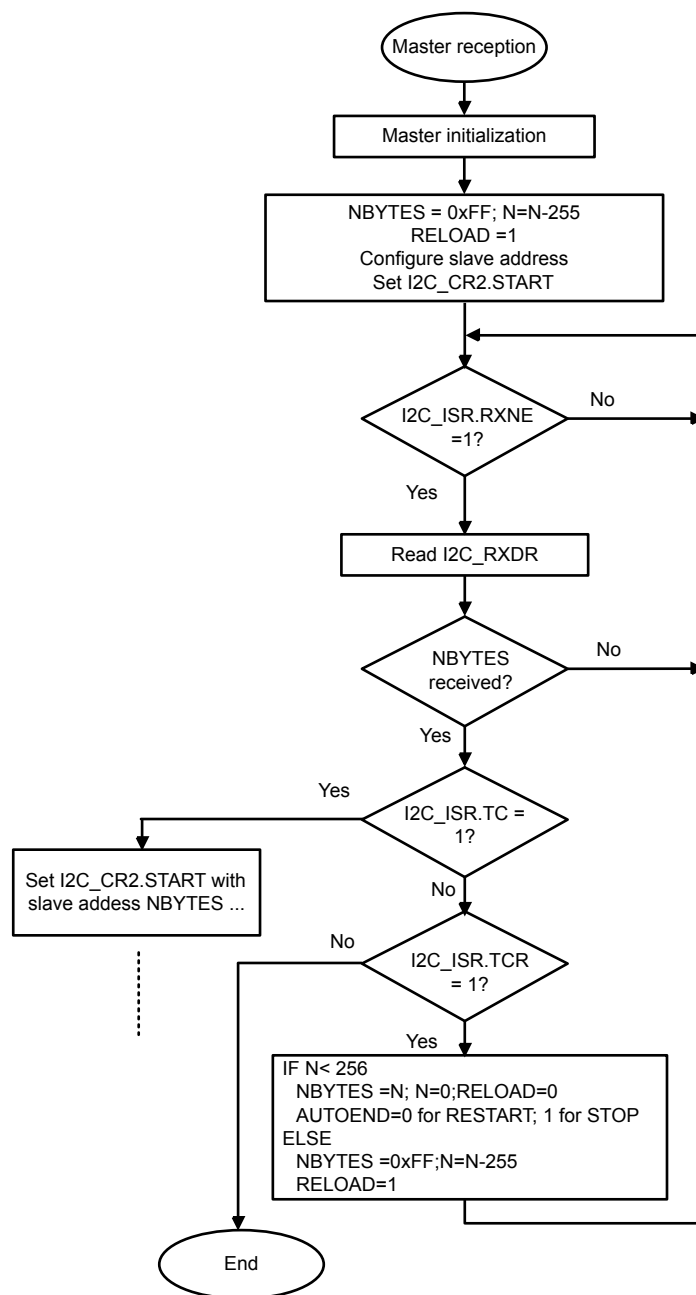 Master reception
Master initialization
NBYTES = 0xFF; N=N-255
RELOAD =1
Configure slave address
Set I2C_CR2.START
I2C_ISR.RXNE
=1?
No
Yes
Read I2C_RXDR
NBYTES
received?
No
Yes
I2C_ISR.TC =
1?
Yes
Set I2C_CR2.START with
slave addess NBYTES ...
No
I2C_ISR.TCR
= 1?
No
Yes
IF N< 256
NBYTES =N; N=0;RELOAD=0
AUTOEND=0 for RESTART; 1 for STOP
ELSE
NBYTES =0xFF;N=N-255
RELOAD=1
End